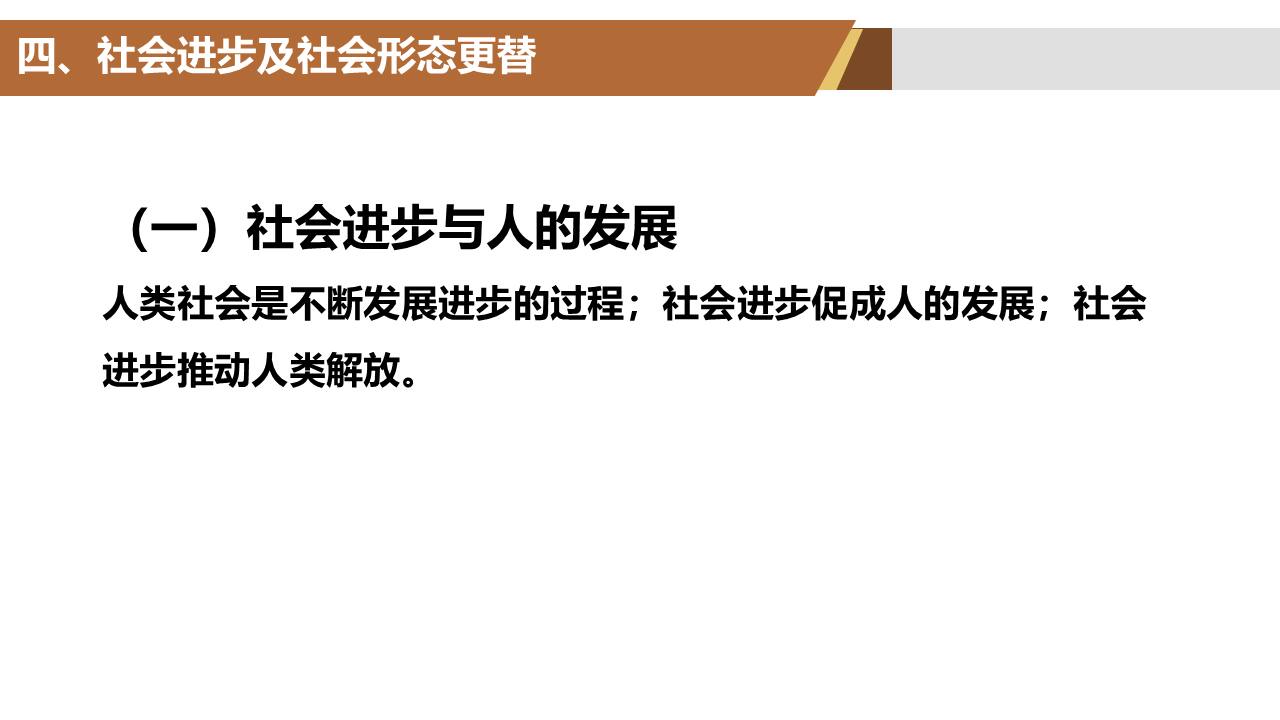 四、社会进步及社会形态更替
（一）社会进步与人的发展
人类社会是不断发展进步的过程；社会进步促成人的发展；社会
进步推动人类解放。